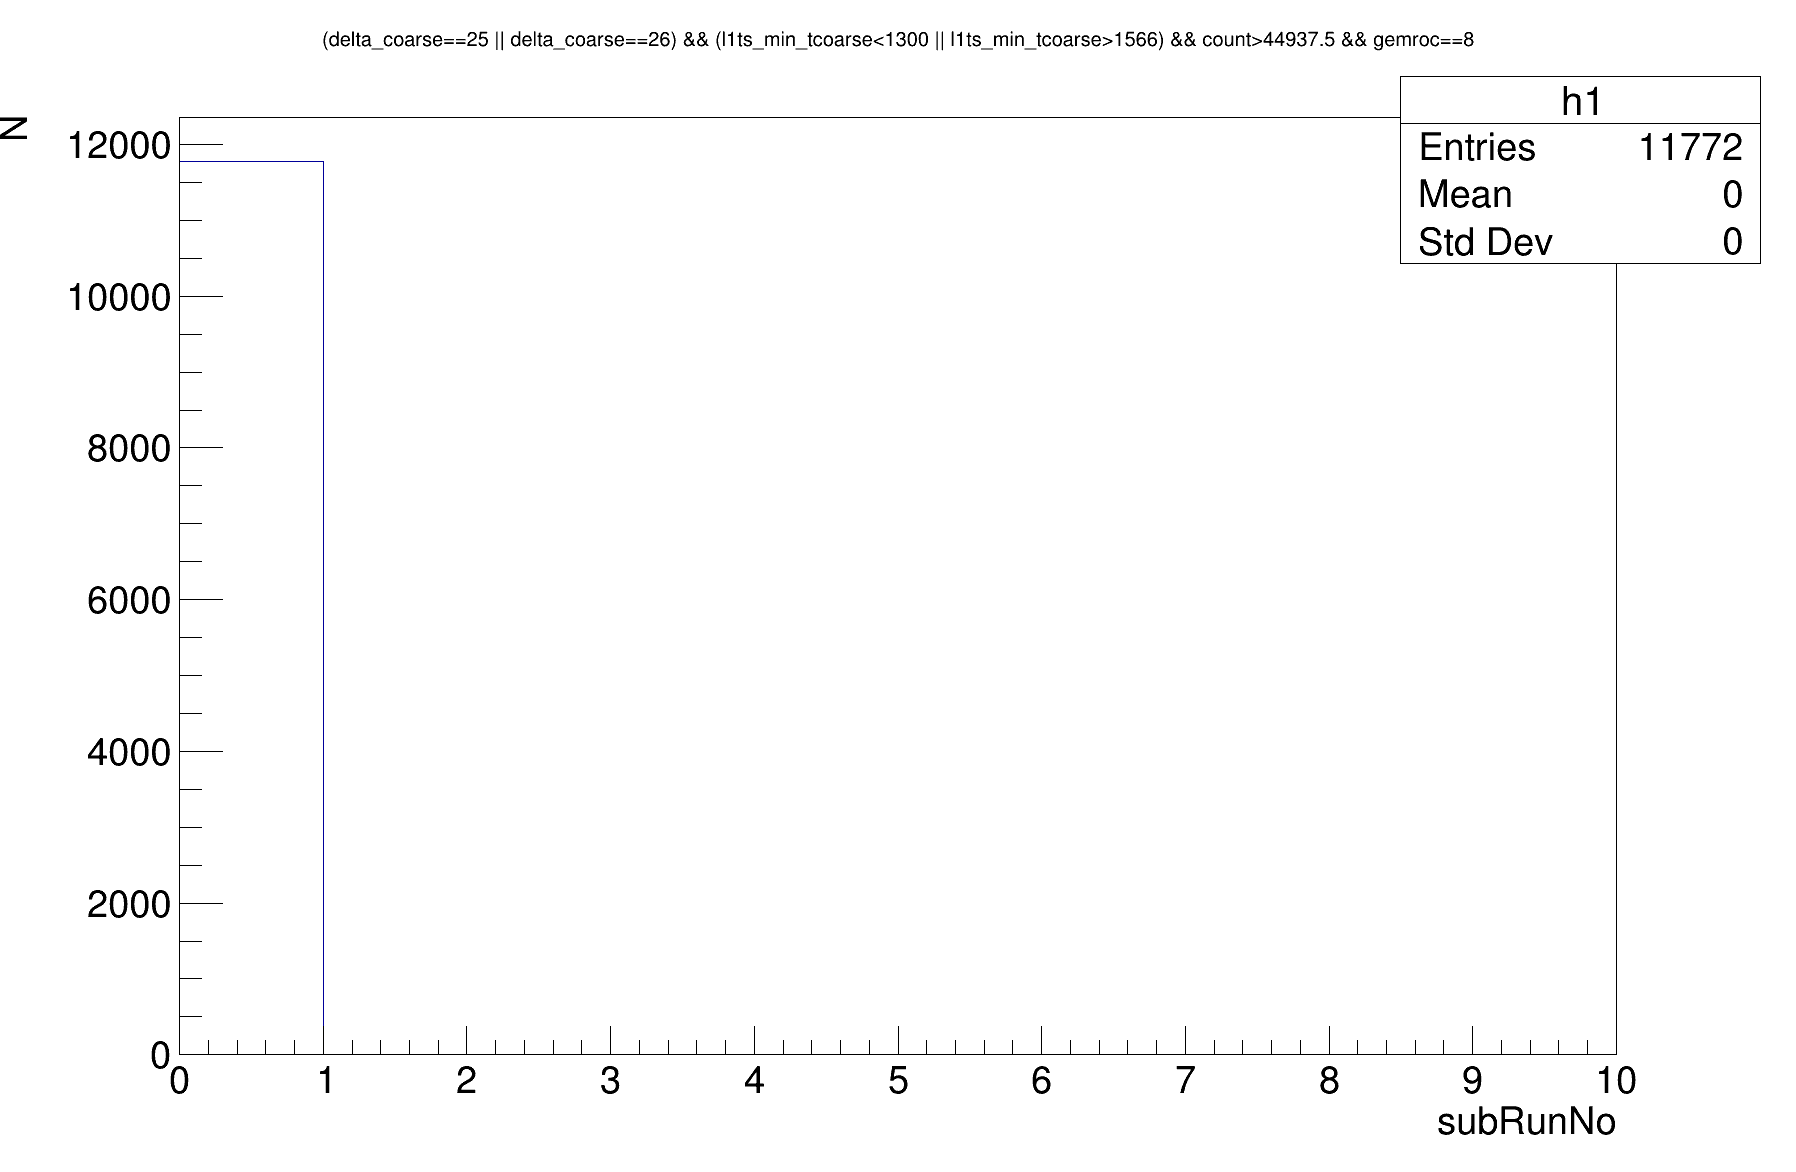 (delta_coarse==25 || delta_coarse==26) && (l1ts_min_tcoarse<1300 || l1ts_min_tcoarse>1566) && count>44937.5 && gemroc==8
h1
Entries 11772
Mean 0
Std Dev 0
N
12000
10000
8000
6000
4000
2000
0
0 1 2 3 4 5 6 7 8 9 10
subRunNo